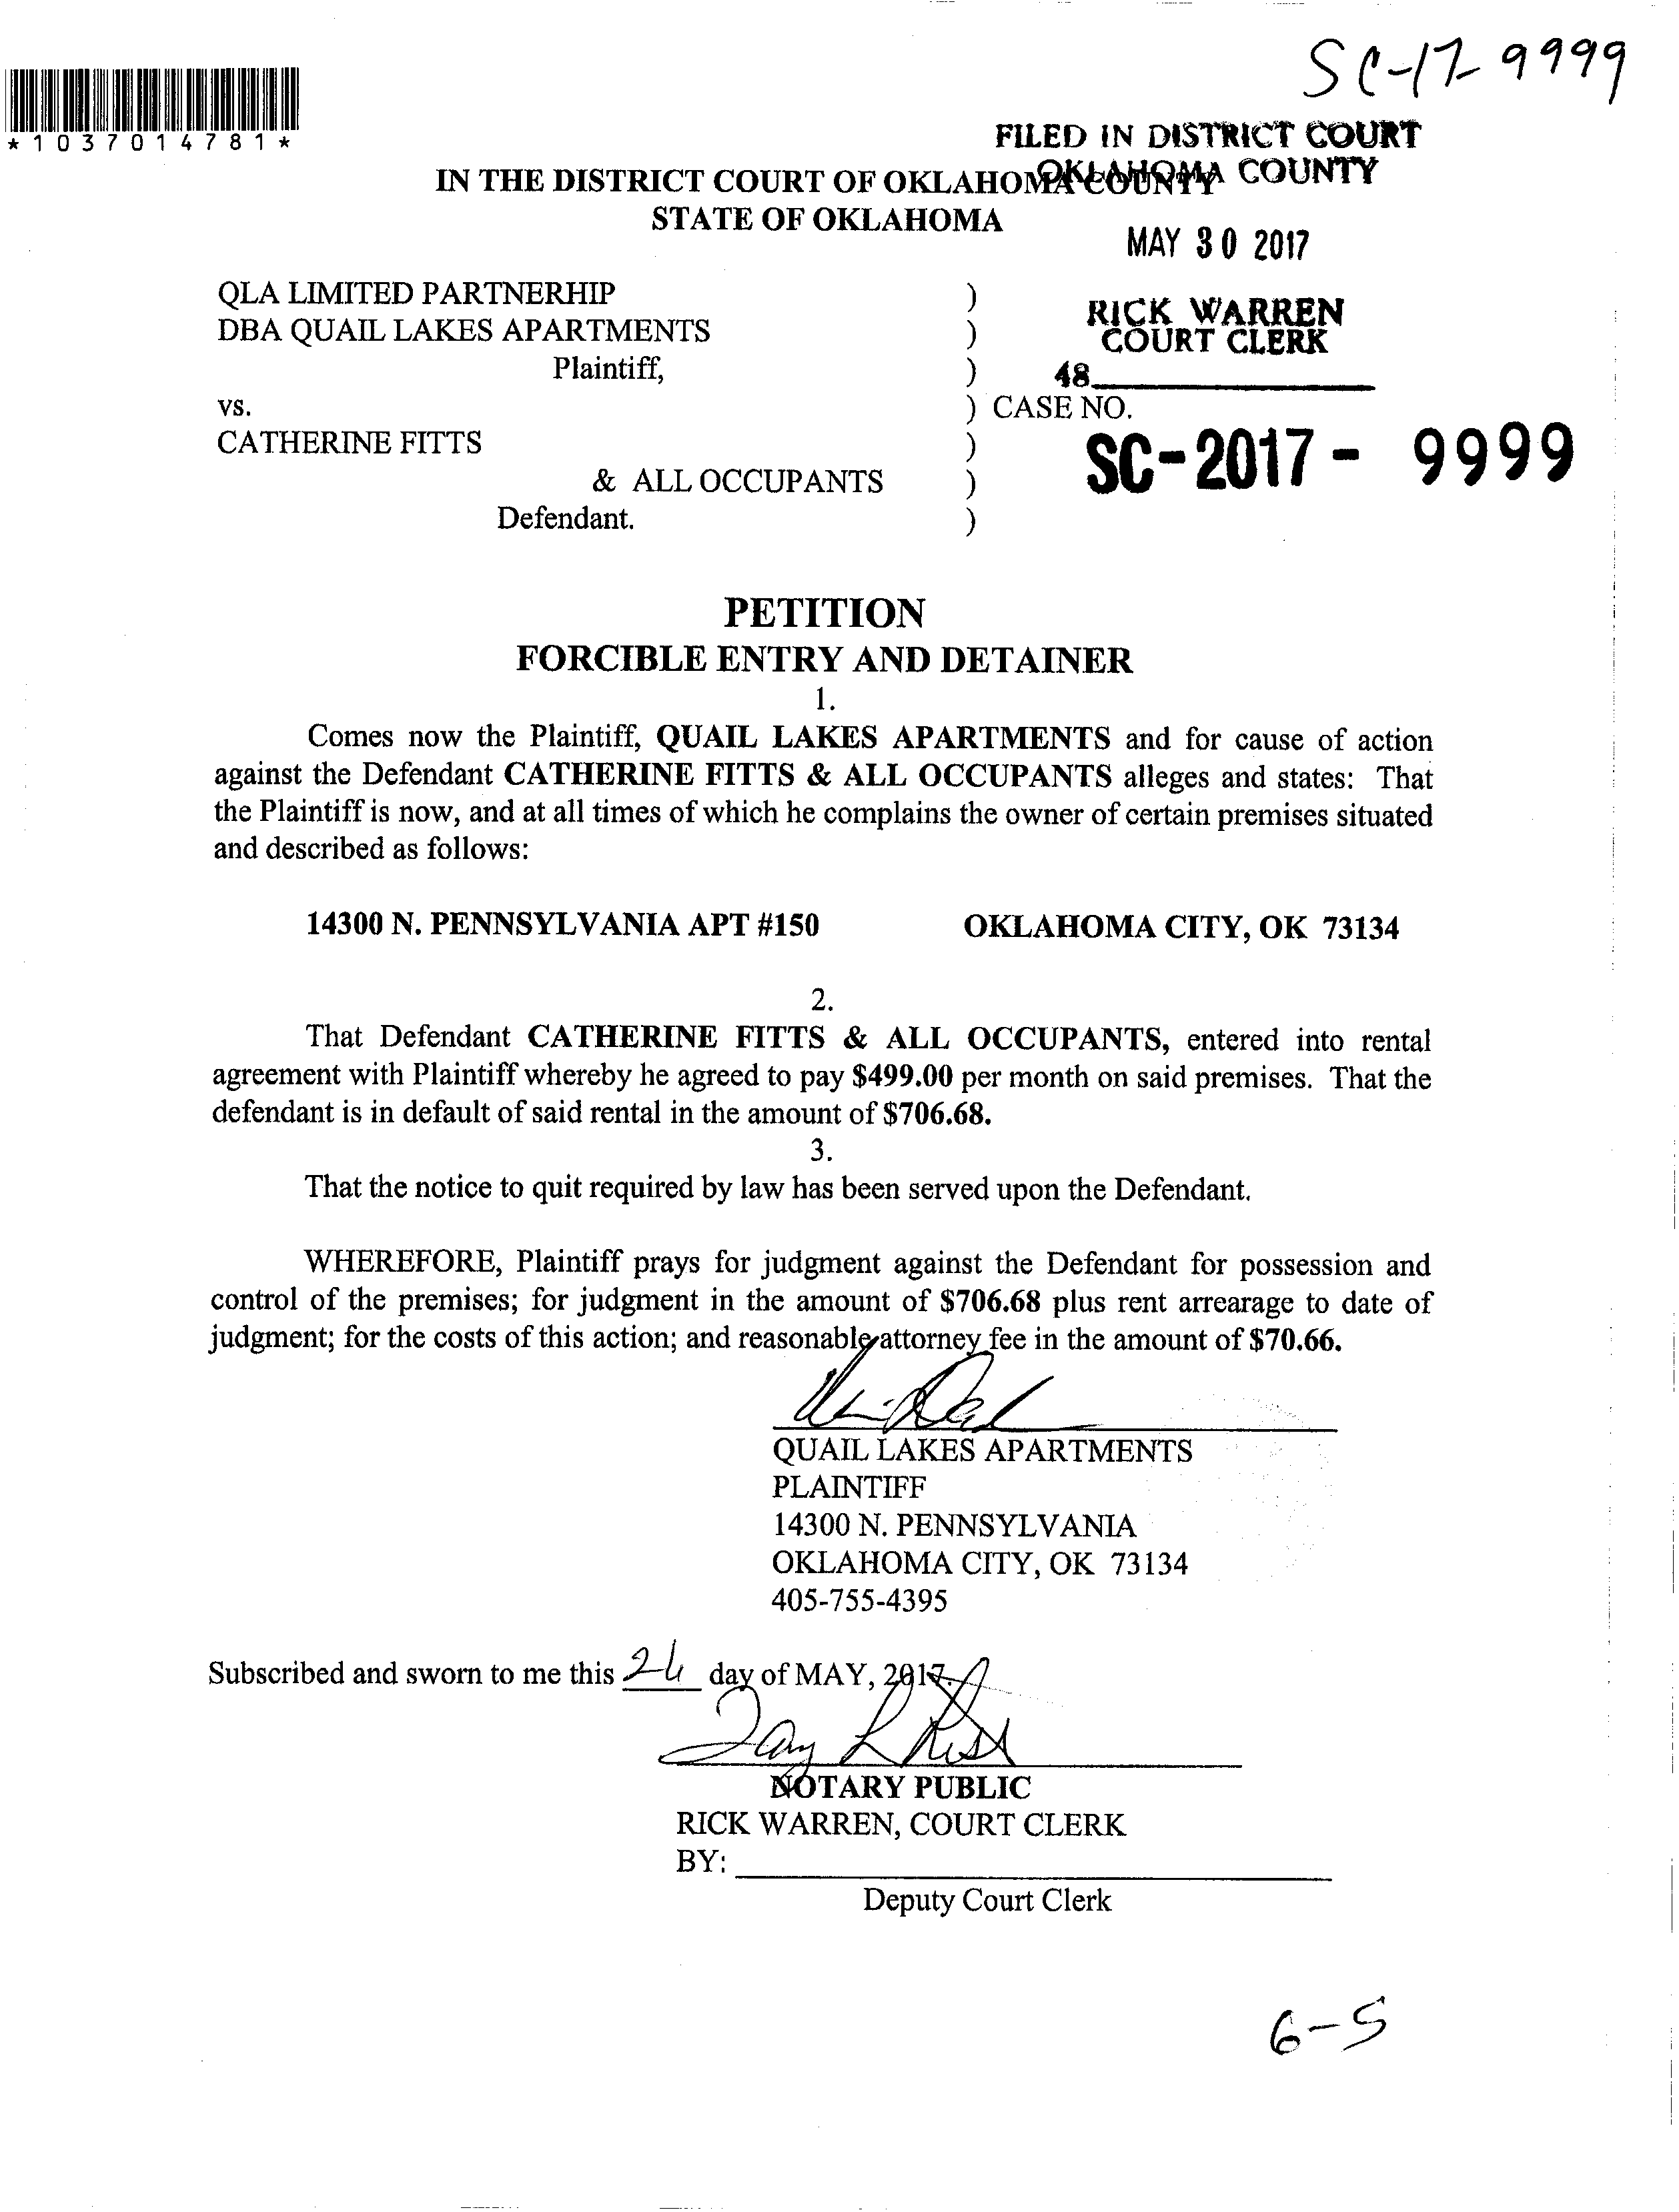 SC-17-9999
*1037014781*
FILED IN DISTRICT COURT
OKLAHOMA COUNTY
IN THE DISTRICT COURT OF OKLAHOMA COUNTY
STATE OF OKLAHOMA
MAY 30 2017
QLA LIMITED PARTNERHIP )
DBA QUAIL LAKES APARTMENTS )
RICK WARREN
COURT CLERK
Plaintiff, )
48
vs. ) CASE NO.
CATHERINE FITTS )
SC-2017- 9999
& ALL OCCUPANTS )
Defendant. )
PETITION
FORCIBLE ENTRY AND DETAINER
1.
Comes now the Plaintiff, QUAIL LAKES APARTMENTS and for cause of action
against the Defendant CATHERINE FITTS & ALL OCCUPANTS alleges and states: That
the Plaintiff is now, and at all times of which he complains the owner of certain premises situated
and described as follows:
14300 N. PENNSYLVANIA APT #150 OKLAHOMA CITY, OK 73134
2.
That Defendant CATHERINE FITTS & ALL OCCUPANTS, entered into rental
agreement with Plaintiff whereby he agreed to pay $499.00 per month on said premises. That the
defendant is in default of said rental in the amount of $706.68.
3.
That the notice to quit required by law has been served upon the Defendant.
WHEREFORE, Plaintiff prays for judgment against the Defendant for possession and
control of the premises; for judgment in the amount of $706.68 plus rent arrearage to date of
judgment; for the costs of this action; and reasonable attorney fee in the amount of $70.66.
QUAIL LAKES APARTMENTS
PLAINTIFF
14300 N. PENNSYLVANIA
OKLAHOMA CITY, OK 73134
405-755-4395
Subscribed and sworn to me this 24 day of MAY, 2017.
NOTARY PUBLIC
RICK WARREN, COURT CLERK
BY:
Deputy Court Clerk
6-5